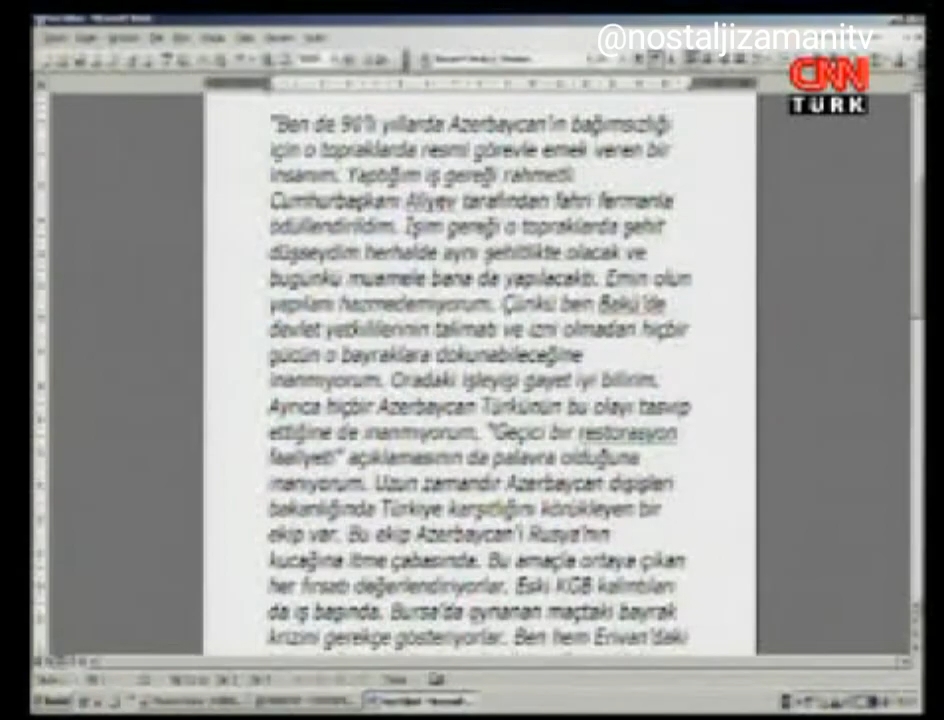 @nostaljizamanitv
CNN
TÜRK
"Ben de 90'lı yıllarda Azerbaycan'ın bağımsızlığı
için o topraklarda resmi görevle emek veren bir
insanım. Yaptığım iş gereği rahmetli
Cumhurbaşkanı Aliyev tarafından fahri fermanla
ödüllendirildim. İşim gereği o topraklarda şehit
düşseydim herhalde aynı şehitlikte olacak ve
bugünkü muamele bana da yapılacaktı. Emin olun
yapılanı hazmedemiyorum. Çünkü ben Bakü'de
devlet yetkililerinin talimatı ve izni olmadan hiçbir
gücün o bayraklara dokunabileceğine
inanmıyorum. Oradaki işleyişi gayet iyi bilirim.
Ayrıca hiçbir Azerbaycan Türkünün bu olayı tasvip
ettiğine de inanmıyorum. "Geçici bir restorasyon
faaliyeti" açıklamasının da palavra olduğuna
inanıyorum. Uzun zamandır Azerbaycan dışişleri
bakanlığında Türkiye karşıtlığını körükleyen bir
ekip var. Bu ekip Azerbaycan'ı Rusya'nın
kucağına itme çabasında. Bu amaçla ortaya çıkan
her fırsatı değerlendiriyorlar. Eski KGB kalıntıları
da iş başında. Bursa'da oynanan maçtaki bayrak
krizini gerekçe gösteriyorlar. Ben hem Erivan'daki